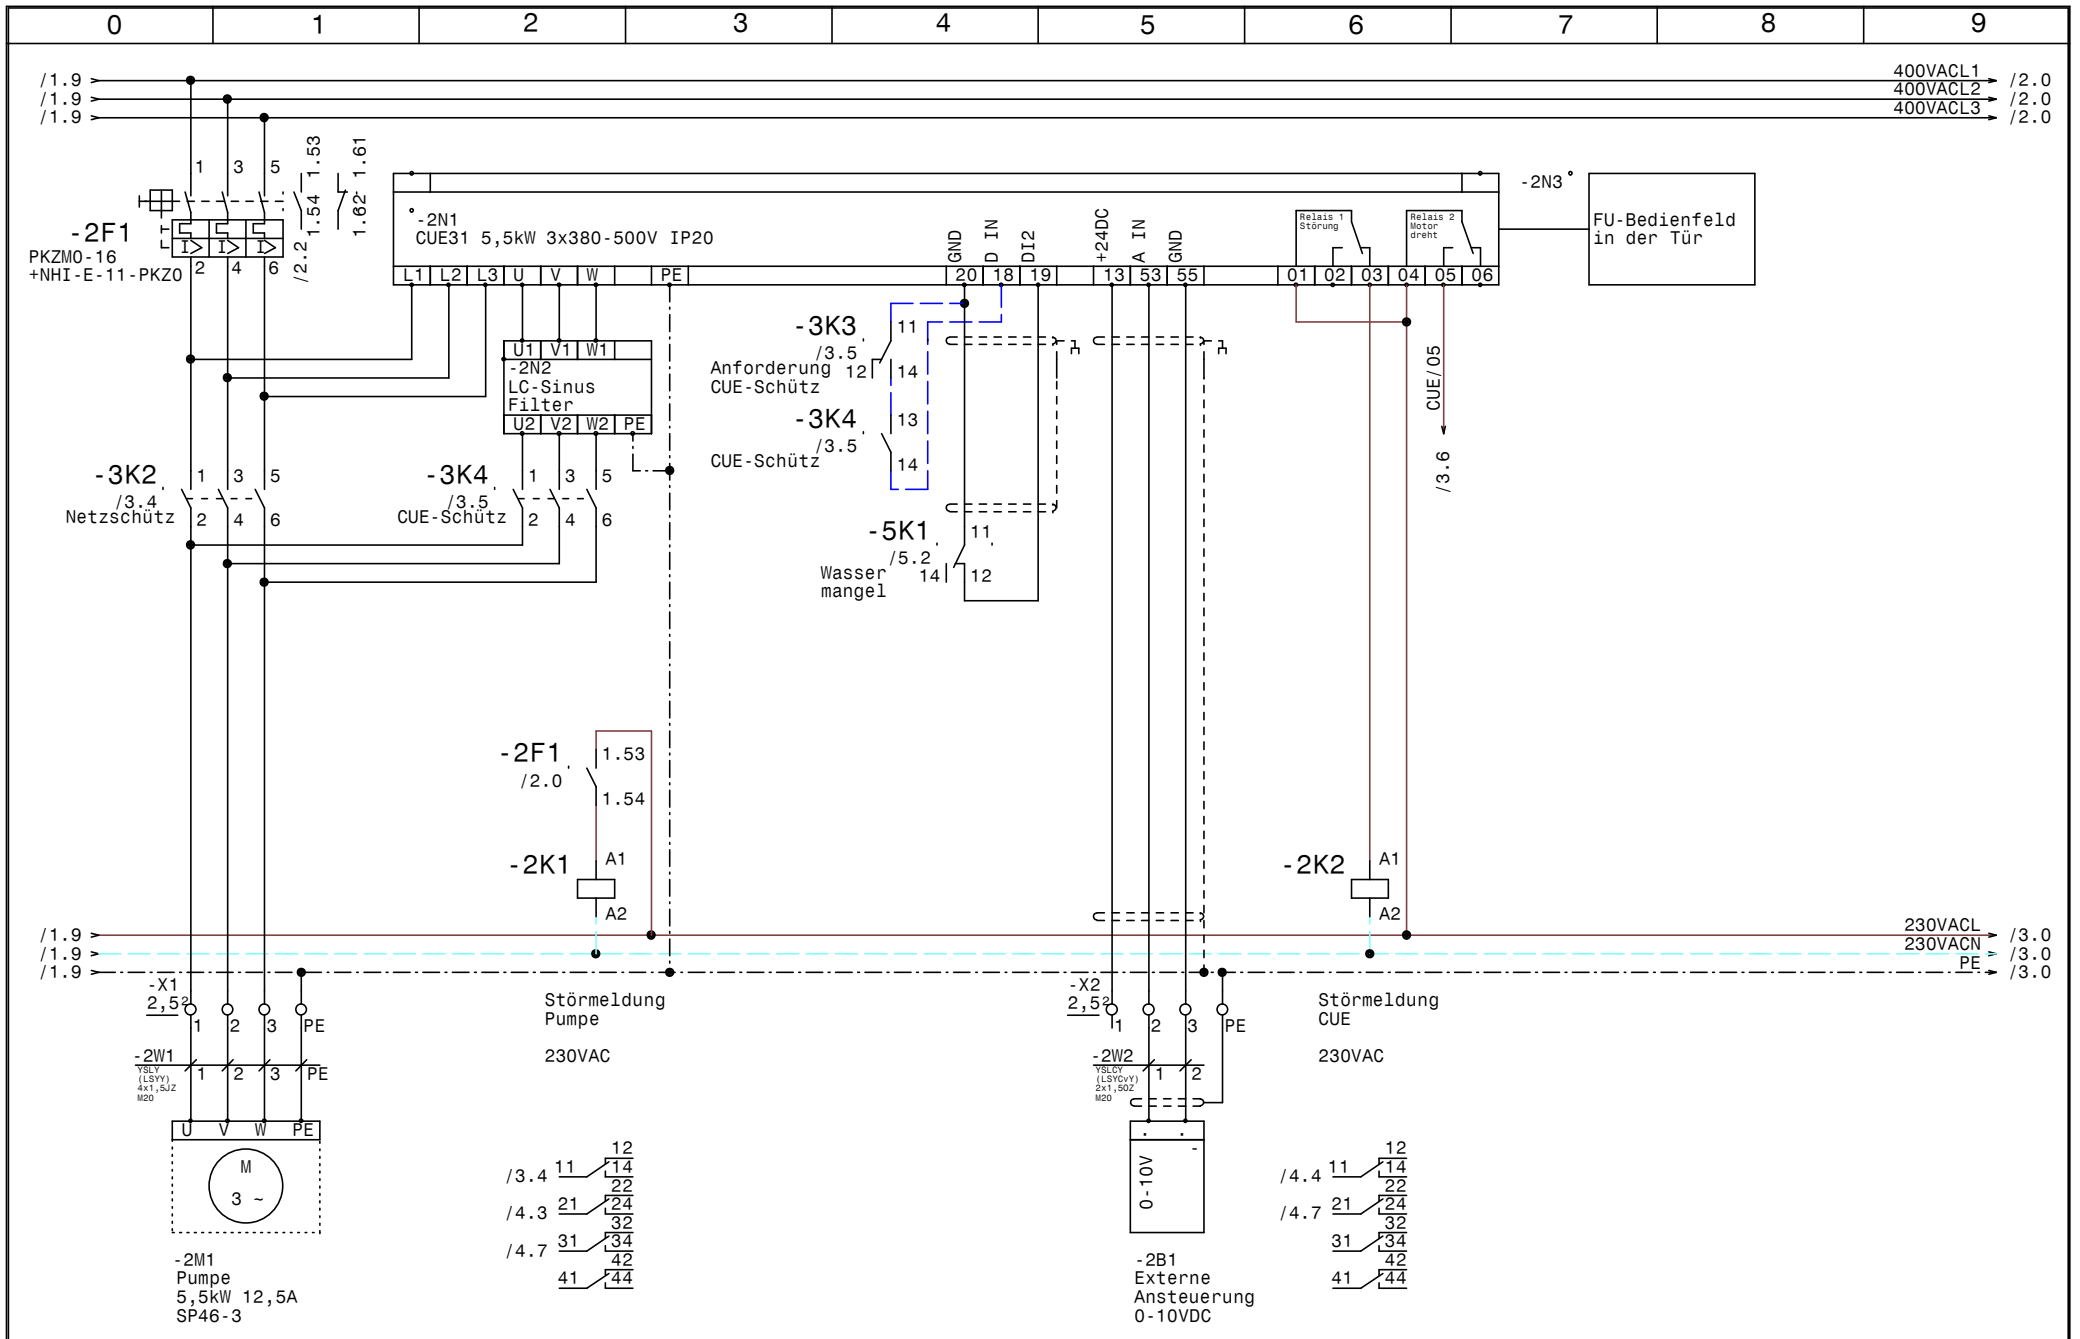 0 1 2 3 4 5 6 7 8 9
/1.9 400VACL1 /2.0
/1.9 400VACL2 /2.0
/1.9 400VACL3 /2.0
1 3 5 1.53 1.61
1.54 1.62
/2.2
-2F1
PKZM0-16
+NHI-E-11-PKZ0
I> I> I>
2 4 6
-2N1
CUE31 5,5kW 3x380-500V IP20
GND D IN DI2 +24DC A IN GND
Relais 1
Störung
Relais 2
Motor
dreht
L1 L2 L3 U V W PE 20 18 19 13 53 55 01 02 03 04 05 06
-2N3
FU-Bedienfeld
in der Tür
U1 V1 W1
-2N2
LC-Sinus
Filter
U2 V2 W2 PE
-3K3
/3.5
Anforderung
CUE-Schütz
11
12 14
-3K4
/3.5
CUE-Schütz
13
14
CUE/05
/3.6
-3K2
/3.4
Netzschütz
1 3 5
2 4 6
-3K4
/3.5
CUE-Schütz
1 3 5
2 4 6
-5K1
/5.2
Wasser
mangel
11
14 12
-2F1
/2.0
1.53
1.54
-2K1
A1
A2
-2K2
A1
A2
/1.9 230VACL /3.0
/1.9 230VACN /3.0
/1.9 PE /3.0
-X1
2,5²
1 2 3 PE
Störmeldung
Pumpe
230VAC
-X2
2,5²
1 2 3 PE
Störmeldung
CUE
230VAC
-2W1
YSLY
(LSYY)
4x1,5JZ
M20
1 2 3 PE
-2W2
YSLCY
(LSYCvY)
2x1,5OZ
M20
1 2
U V W PE
M
3 ~
-2M1
Pumpe
5,5kW 12,5A
SP46-3
12
/3.4 11 14
22
/4.3 21 24
32
/4.7 31 34
42
41 44
-
0-10V
-2B1
Externe
Ansteuerung
0-10VDC
12
/4.4 11 14
22
/4.7 21 24
32
31 34
42
41 44